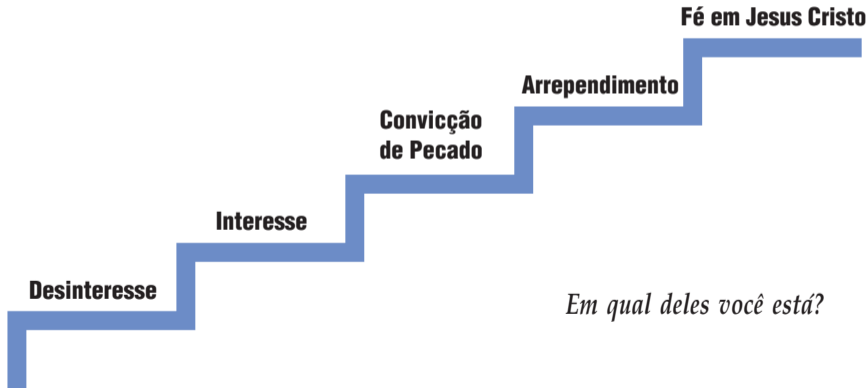 Fé em Jesus Cristo
Arrependimento
Convicção
de Pecado
Interesse
Desinteresse
Em qual deles você está?